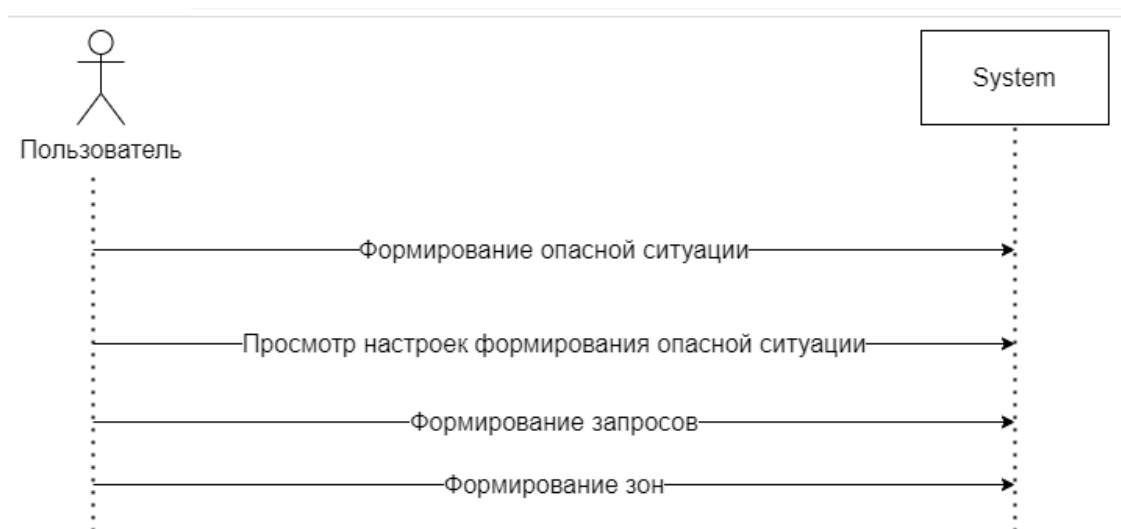 System
Пользователь
Формирование опасной ситуации
Просмотр настроек формирования опасной ситуации
Формирование запросов
Формирование зон